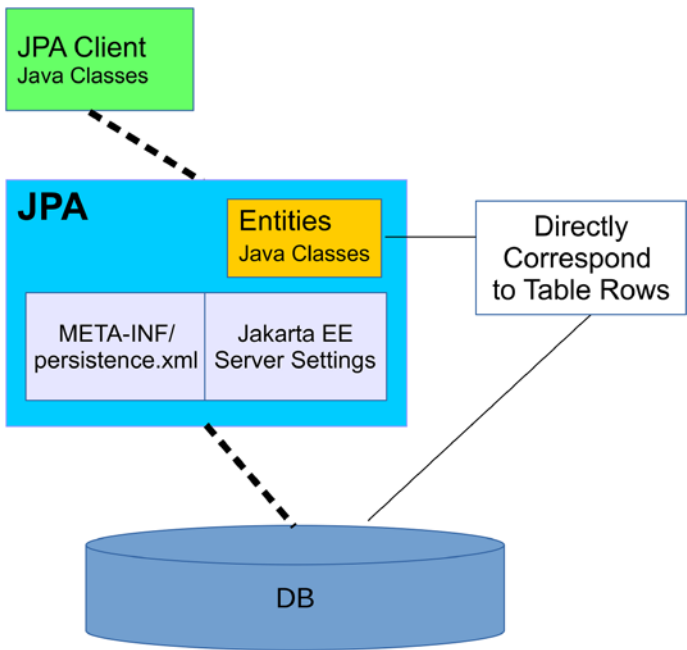 JPA Client
Java Classes
JPA
Entities
Java Classes
Directly
Correspond
to Table Rows
META-INF/
persistence.xml
Jakarta EE
Server Settings
DB